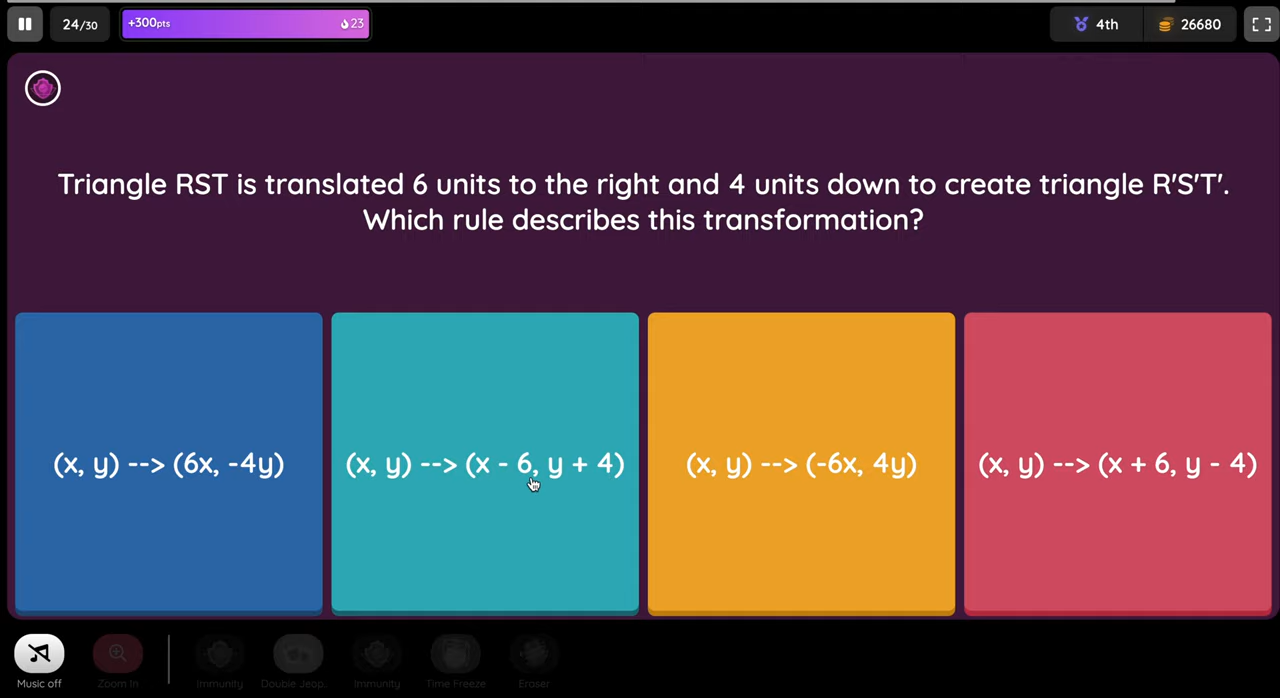 24/30
+300pts
23
4th
26680
Triangle RST is translated 6 units to the right and 4 units down to create triangle R'S'T'.
Which rule describes this transformation?
(x, y) --> (6x, -4y)
(x, y) --> (x - 6, y + 4)
(x, y) --> (-6x, 4y)
(x, y) --> (x + 6, y - 4)
Music off
Zoom In
Immunity
Double Jeop..
Immunity
Time Freeze
Eraser